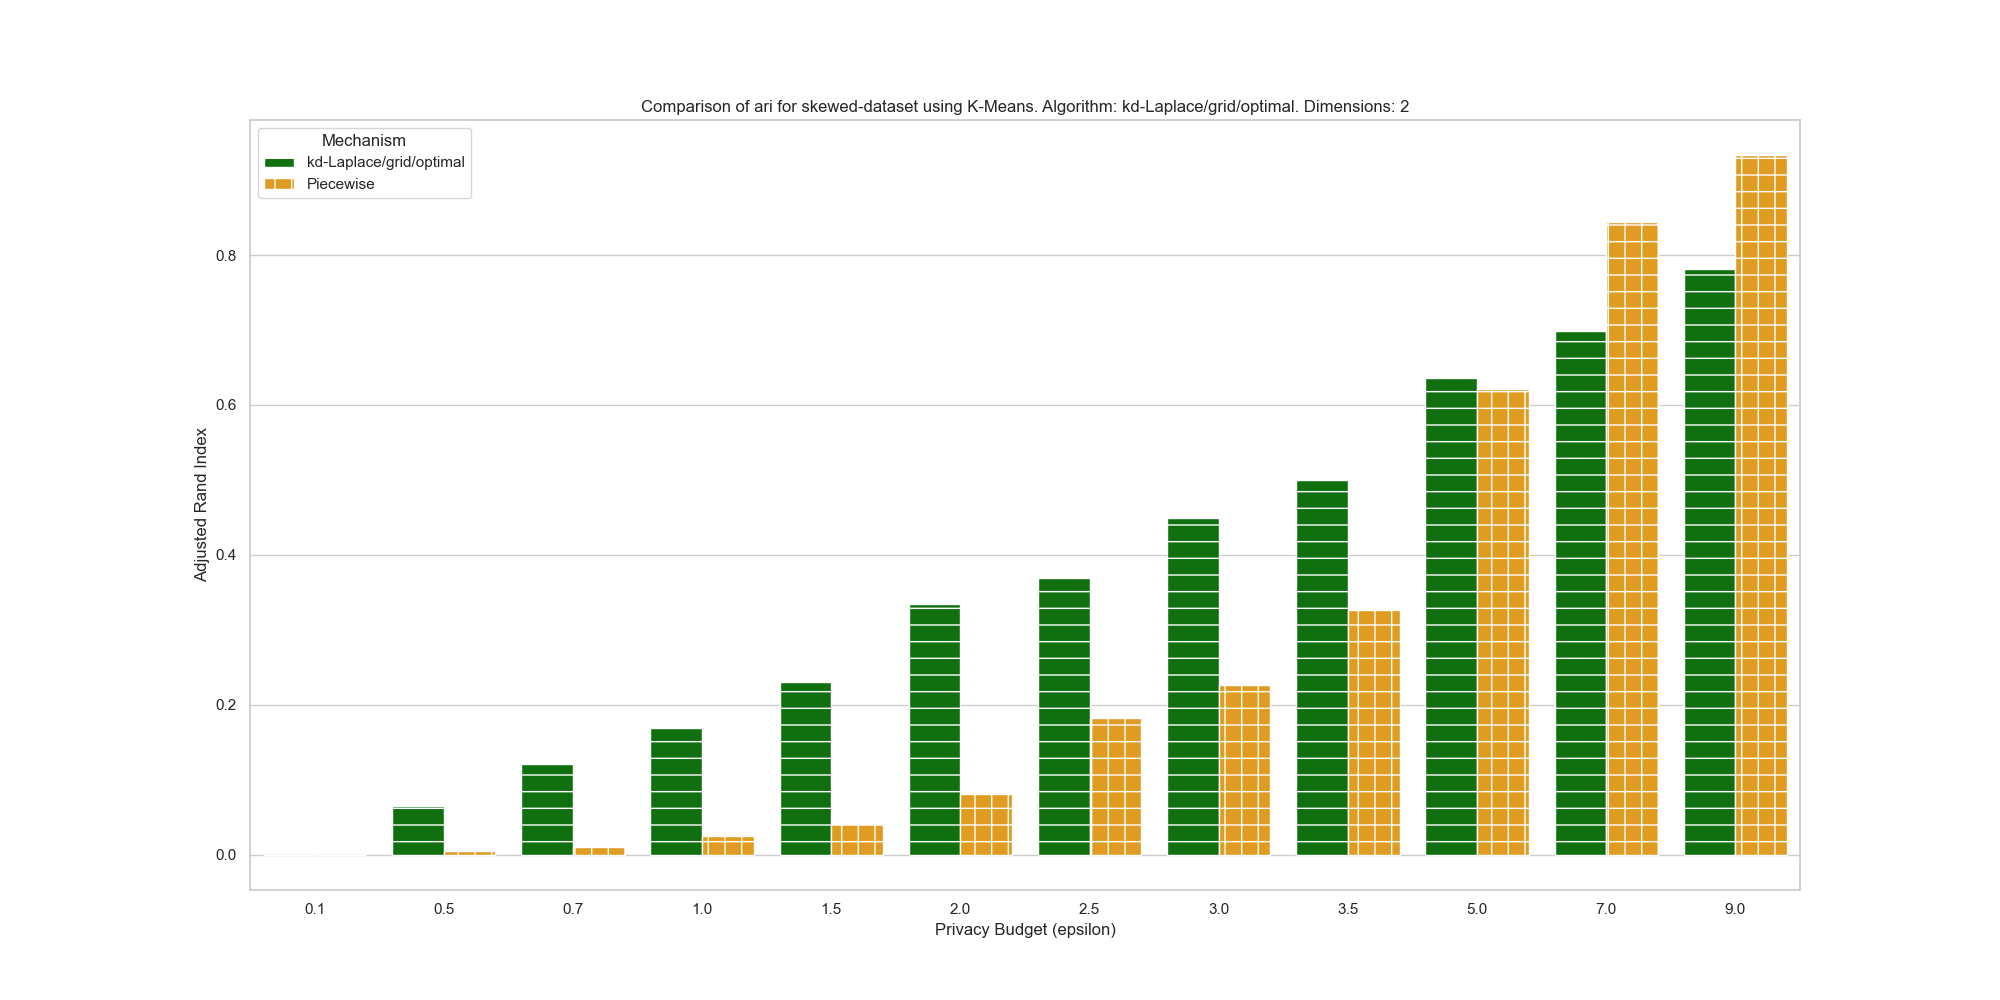 Comparison of ari for skewed-dataset using K-Means. Algorithm: kd-Laplace/grid/optimal. Dimensions: 2
Mechanism
kd-Laplace/grid/optimal
Piecewise
Adjusted Rand Index
0.8
0.6
0.4
0.2
0.0
0.1 0.5 0.7 1.0 1.5 2.0 2.5 3.0 3.5 5.0 7.0 9.0
Privacy Budget (epsilon)